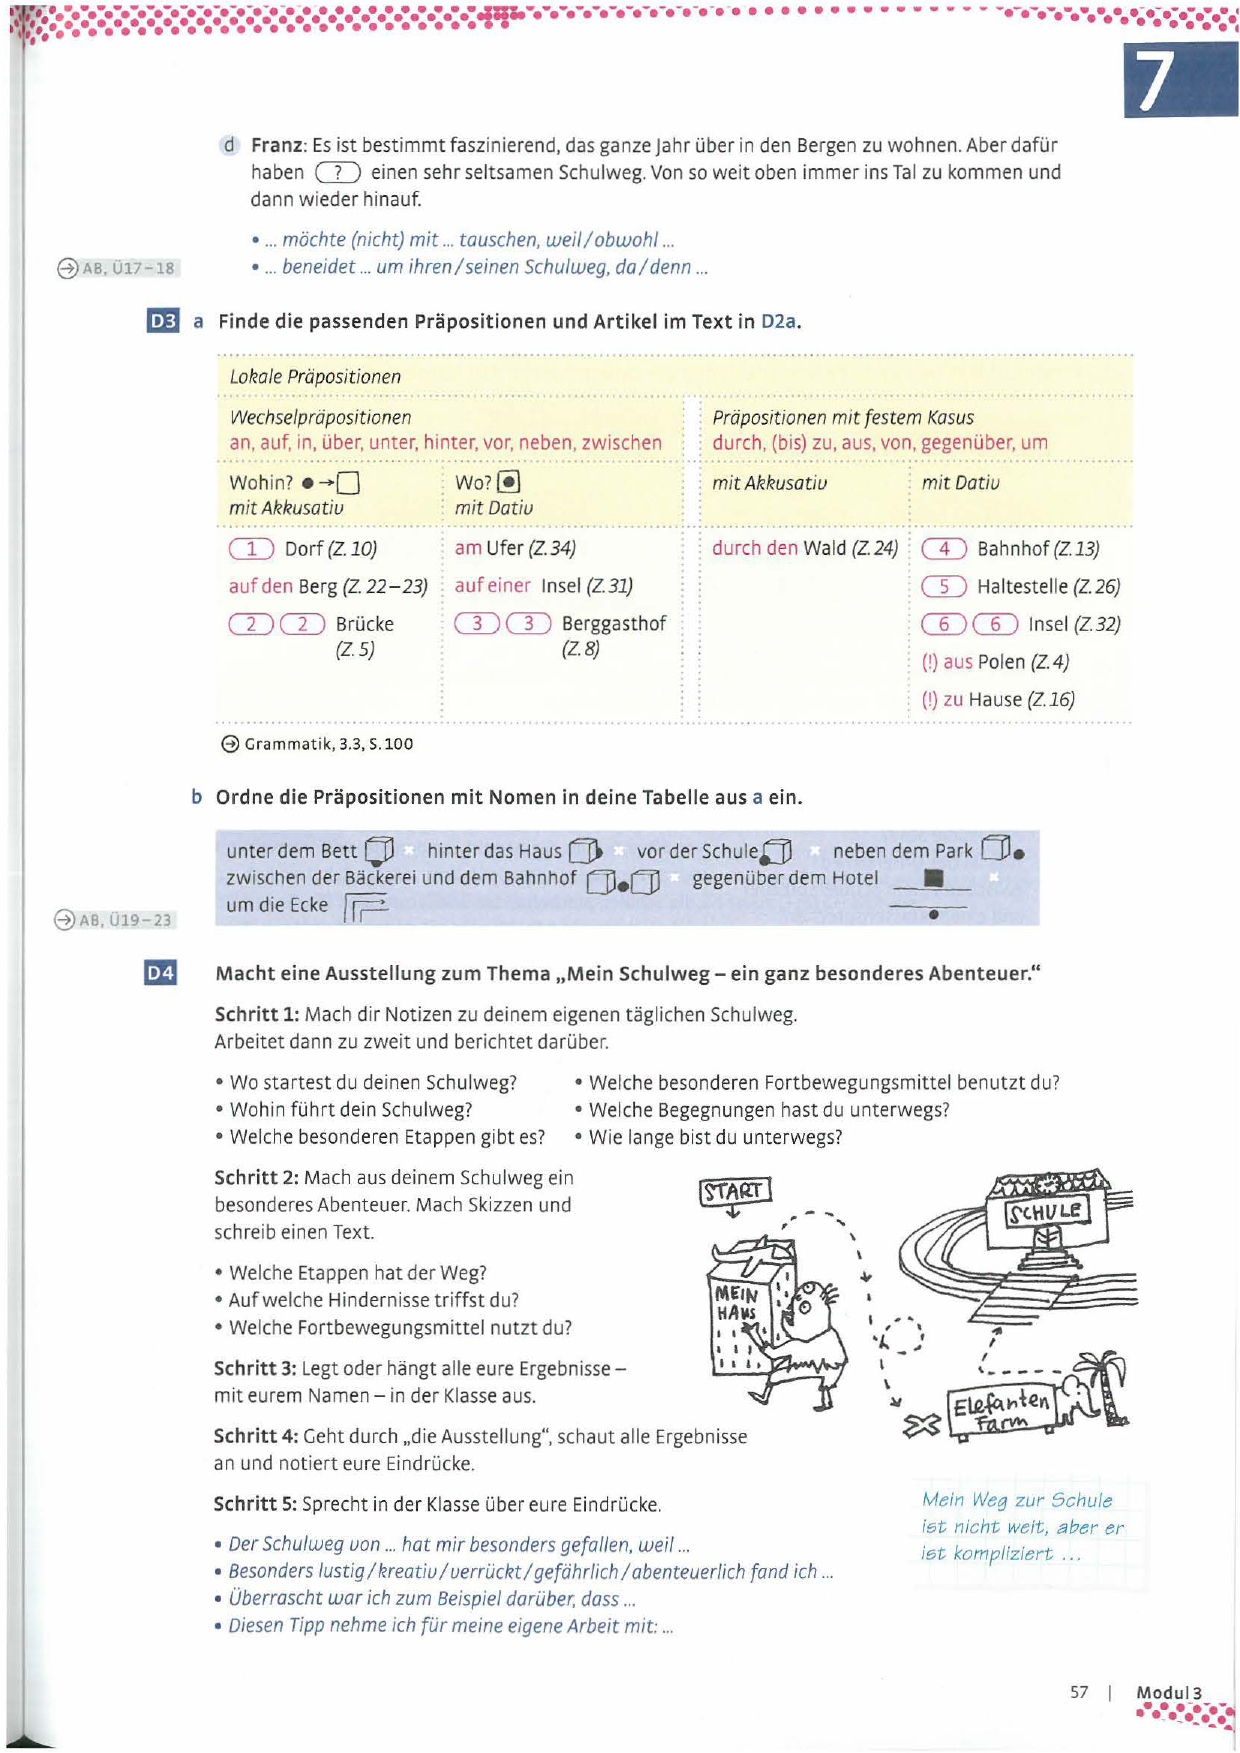 7
d Franz: Es ist bestimmt faszinierend, das ganze Jahr über in den Bergen zu wohnen. Aber dafür
haben ? einen sehr seltsamen Schulweg. Von so weit oben immer ins Tal zu kommen und
dann wieder hinauf.
• ... möchte (nicht) mit ... tauschen, weil/obwohl ...
• ... beneidet ... um ihren/seinen Schulweg, da/denn ...
AB, Ü17–18
D3 a Finde die passenden Präpositionen und Artikel im Text in D2a.
Lokale Präpositionen
Wechselpräpositionen
an, auf, in, über, unter, hinter, vor, neben, zwischen
Präpositionen mit festem Kasus
durch, (bis) zu, aus, von, gegenüber, um
Wohin?
mit Akkusativ
Wo?
mit Dativ
mit Akkusativ
mit Dativ
1 Dorf (Z. 10)
auf den Berg (Z. 22–23)
2 2 Brücke
(Z. 5)
am Ufer (Z. 34)
auf einer Insel (Z. 31)
3 3 Berggasthof
(Z. 8)
durch den Wald (Z. 24)
4 Bahnhof (Z. 13)
5 Haltestelle (Z. 26)
6 6 Insel (Z. 32)
(!) aus Polen (Z. 4)
(!) zu Hause (Z. 16)
Grammatik, 3.3, S. 100
b Ordne die Präpositionen mit Nomen in deine Tabelle aus a ein.
unter dem Bett × hinter das Haus × vor der Schule × neben dem Park
zwischen der Bäckerei und dem Bahnhof × gegenüber dem Hotel ×
um die Ecke
AB, Ü19–23
D4 Macht eine Ausstellung zum Thema „Mein Schulweg – ein ganz besonderes Abenteuer.“
Schritt 1: Mach dir Notizen zu deinem eigenen täglichen Schulweg.
Arbeitet dann zu zweit und berichtet darüber.
• Wo startest du deinen Schulweg?
• Wohin führt dein Schulweg?
• Welche besonderen Etappen gibt es?
• Welche besonderen Fortbewegungsmittel benutzt du?
• Welche Begegnungen hast du unterwegs?
• Wie lange bist du unterwegs?
Schritt 2: Mach aus deinem Schulweg ein
besonderes Abenteuer. Mach Skizzen und
schreib einen Text.
• Welche Etappen hat der Weg?
• Auf welche Hindernisse triffst du?
• Welche Fortbewegungsmittel nutzt du?
Schritt 3: Legt oder hängt alle eure Ergebnisse –
mit eurem Namen – in der Klasse aus.
START
MEIN
HAUS
SCHULE
Elefanten
Farm
Schritt 4: Geht durch „die Ausstellung“, schaut alle Ergebnisse
an und notiert eure Eindrücke.
Schritt 5: Sprecht in der Klasse über eure Eindrücke.
• Der Schulweg von ... hat mir besonders gefallen, weil ...
• Besonders lustig/kreativ/verrückt/gefährlich/abenteuerlich fand ich ...
• Überrascht war ich zum Beispiel darüber, dass ...
• Diesen Tipp nehme ich für meine eigene Arbeit mit: ...
Mein Weg zur Schule
ist nicht weit, aber er
ist kompliziert ...
57 | Modul 3